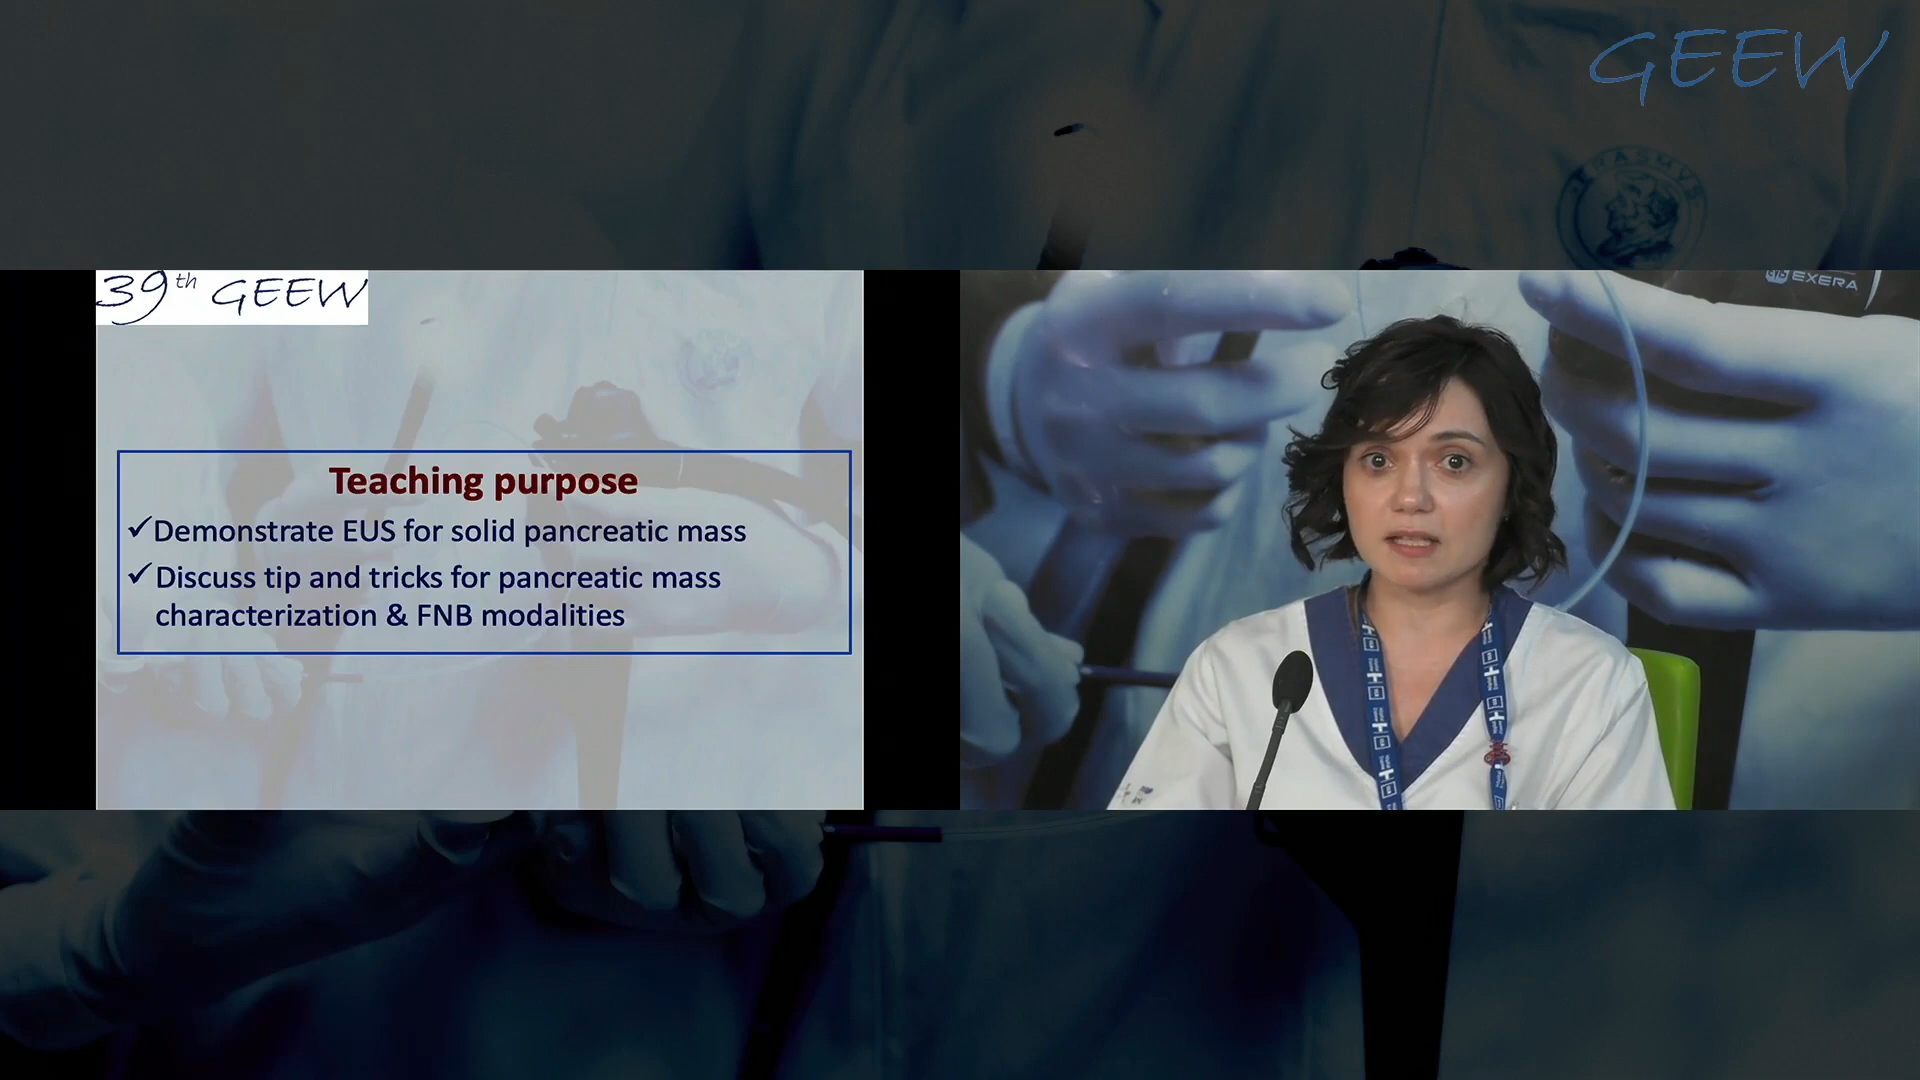 GEEW
ERASMVS
39th GEEW
EXERA
Teaching purpose
✓Demonstrate EUS for solid pancreatic mass
✓Discuss tip and tricks for pancreatic mass
characterization & FNB modalities